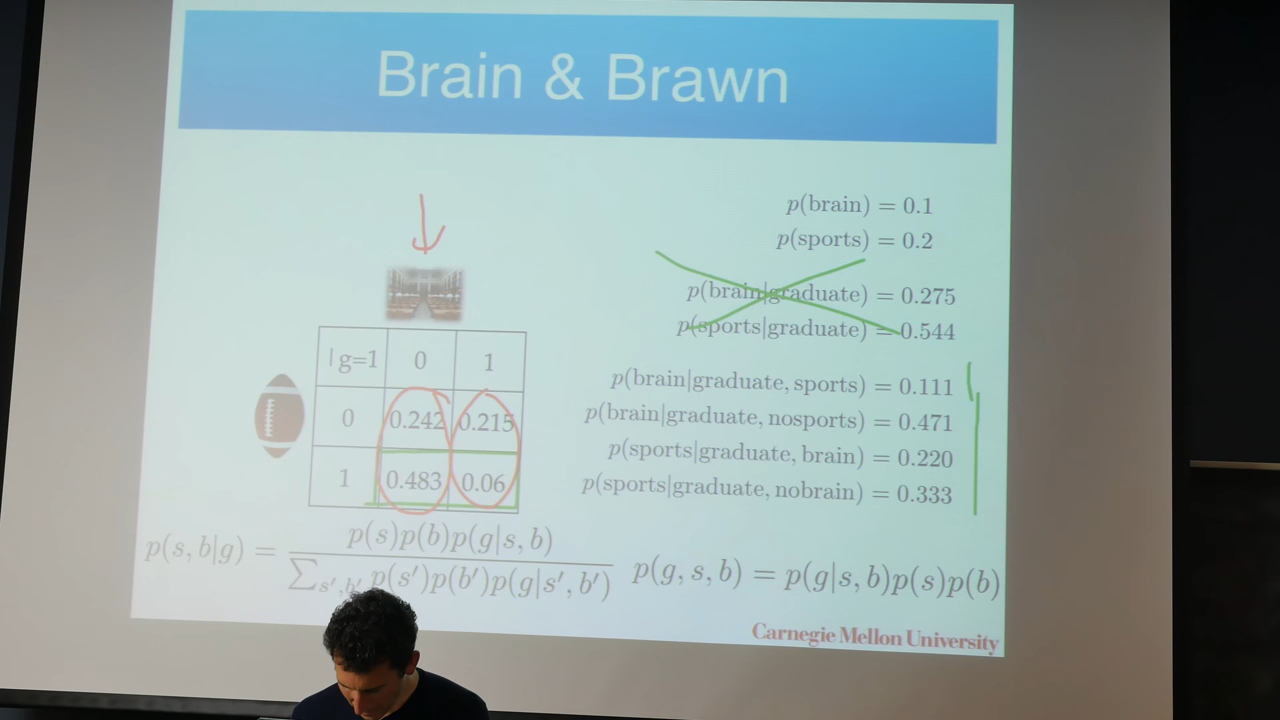 Brain & Brawn
p(brain) = 0.1
p(sports) = 0.2
p(brain|graduate) = 0.275
p(sports|graduate) = 0.544
p(brain|graduate, sports) = 0.111
p(brain|graduate, nosports) = 0.471
p(sports|graduate, brain) = 0.220
p(sports|graduate, nobrain) = 0.333
|g=1 0 1
0 0.242 0.215
1 0.483 0.06
p(s, b|g) = p(s)p(b)p(g|s, b) / ∑s′,b′ p(s′)p(b′)p(g|s′, b′)
p(g, s, b) = p(g|s, b)p(s)p(b)
Carnegie Mellon University